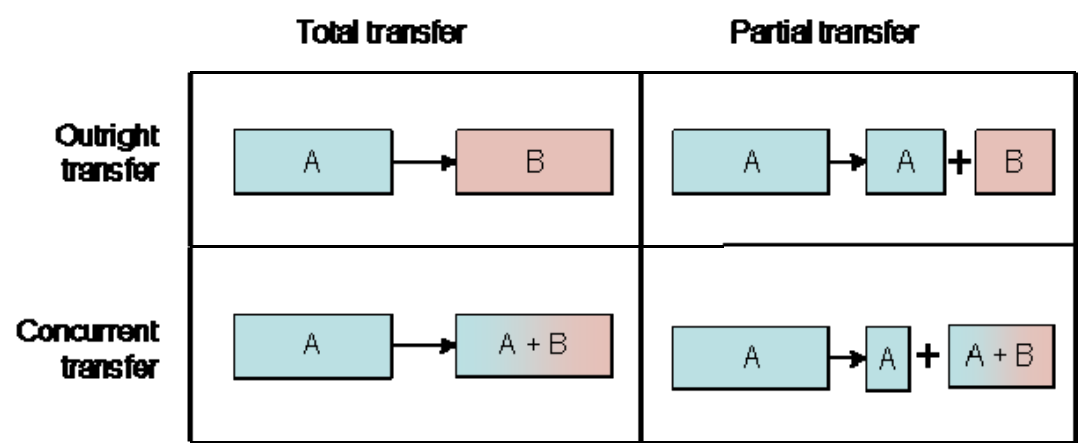 Total transfer
Partial transfer
Outright
transfer
A
B
A
A
+
B
Concurrent
transfer
A
A + B
A
A
+
A + B